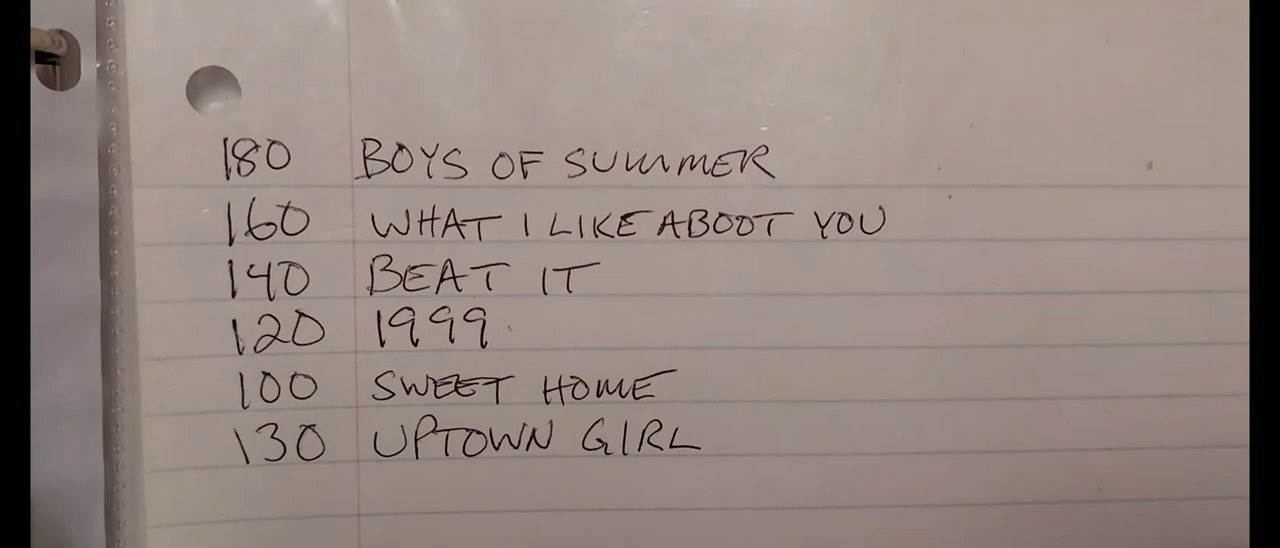 180 BOYS OF SUMMER
160 WHAT I LIKE ABOUT YOU
140 BEAT IT
120 1999
100 SWEET HOME
130 UPTOWN GIRL